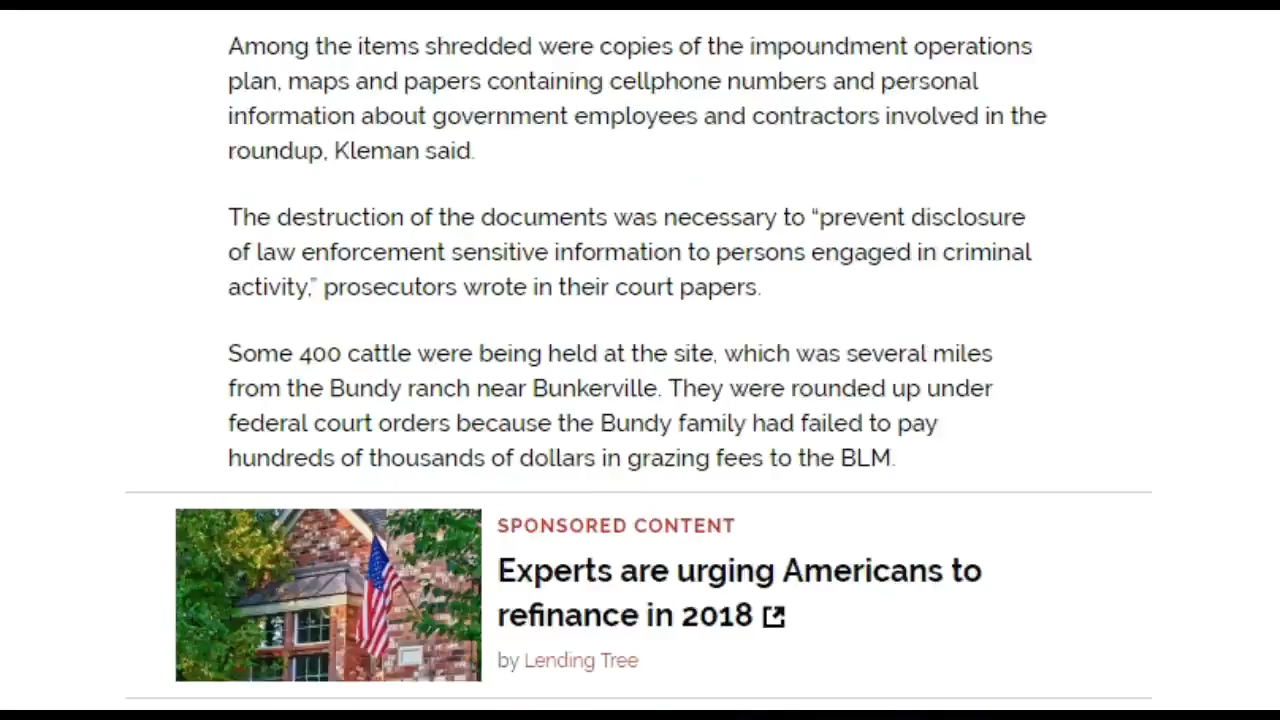 Among the items shredded were copies of the impoundment operations
plan, maps and papers containing cellphone numbers and personal
information about government employees and contractors involved in the
roundup, Kleman said.
The destruction of the documents was necessary to “prevent disclosure
of law enforcement sensitive information to persons engaged in criminal
activity,” prosecutors wrote in their court papers.
Some 400 cattle were being held at the site, which was several miles
from the Bundy ranch near Bunkerville. They were rounded up under
federal court orders because the Bundy family had failed to pay
hundreds of thousands of dollars in grazing fees to the BLM.
SPONSORED CONTENT
Experts are urging Americans to
refinance in 2018
by Lending Tree